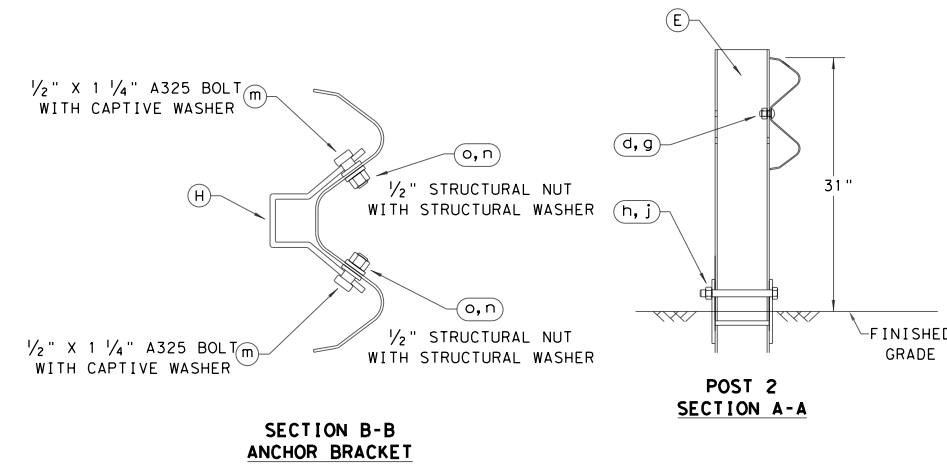 ½" X 1 ¼" A325 BOLT
WITH CAPTIVE WASHER
m
o,n
½" STRUCTURAL NUT
WITH STRUCTURAL WASHER
H
o,n
½" STRUCTURAL NUT
WITH STRUCTURAL WASHER
½" X 1 ¼" A325 BOLT
WITH CAPTIVE WASHER
m
SECTION B-B
ANCHOR BRACKET
E
d,g
31"
h,j
FINISHED
GRADE
POST 2
SECTION A-A